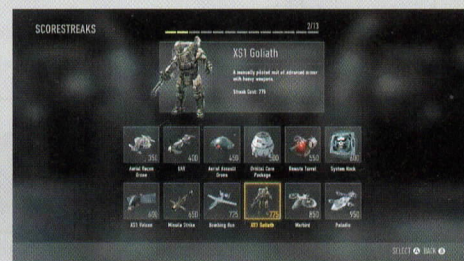 SCORESTREAKS
2/13
XS1 Goliath
A manually piloted suit of advanced armor
with heavy weapons.
Streak Cost: 775
350 400 450 500 550 600
Aerial Recon Drone
UAV
Aerial Assault Drone
Orbital Care Package
Remote Turret
System Hack
600 650 725 775 850 950
XS1 Vulcan
Missile Strike
Bombing Run
XS1 Goliath
Warbird
Paladin
SELECT A BACK B